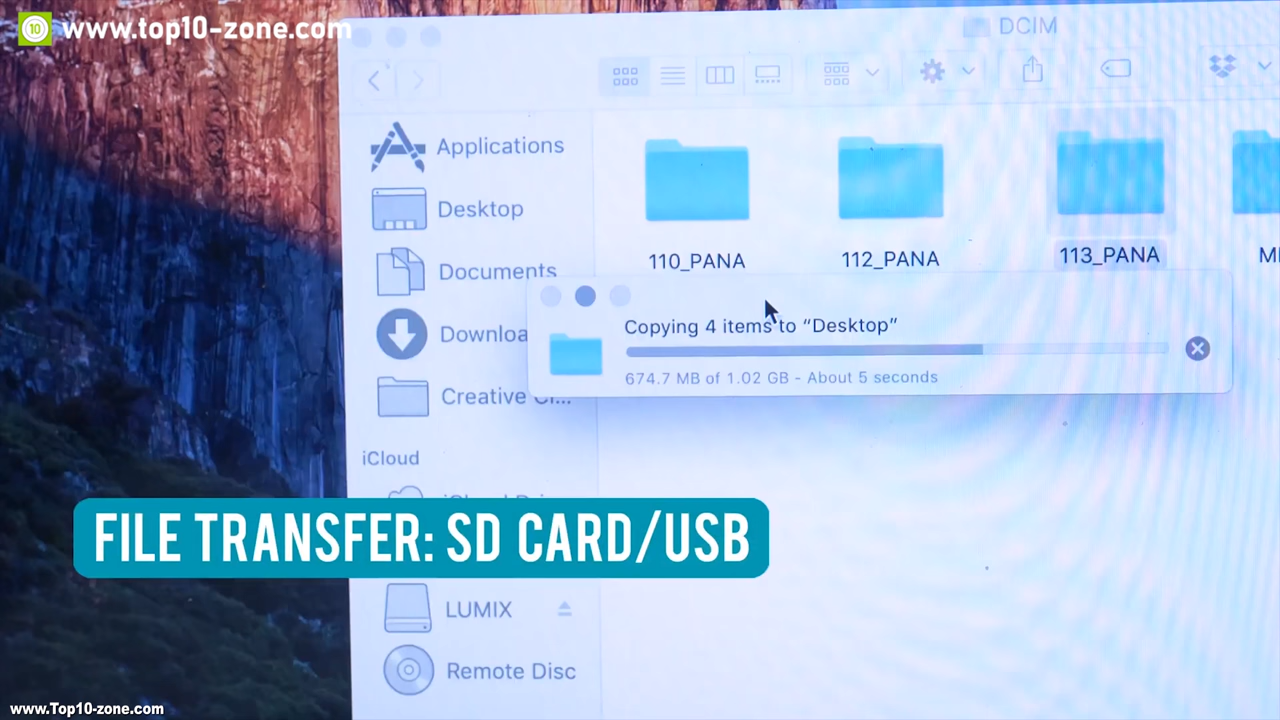 10 www.top10-zone.com
DCIM
Applications
Desktop
Documents
110_PANA
112_PANA
113_PANA
Copying 4 items to “Desktop”
674.7 MB of 1.02 GB - About 5 seconds
iCloud
FILE TRANSFER: SD CARD/USB
LUMIX
Remote Disc
www.Top10-zone.com